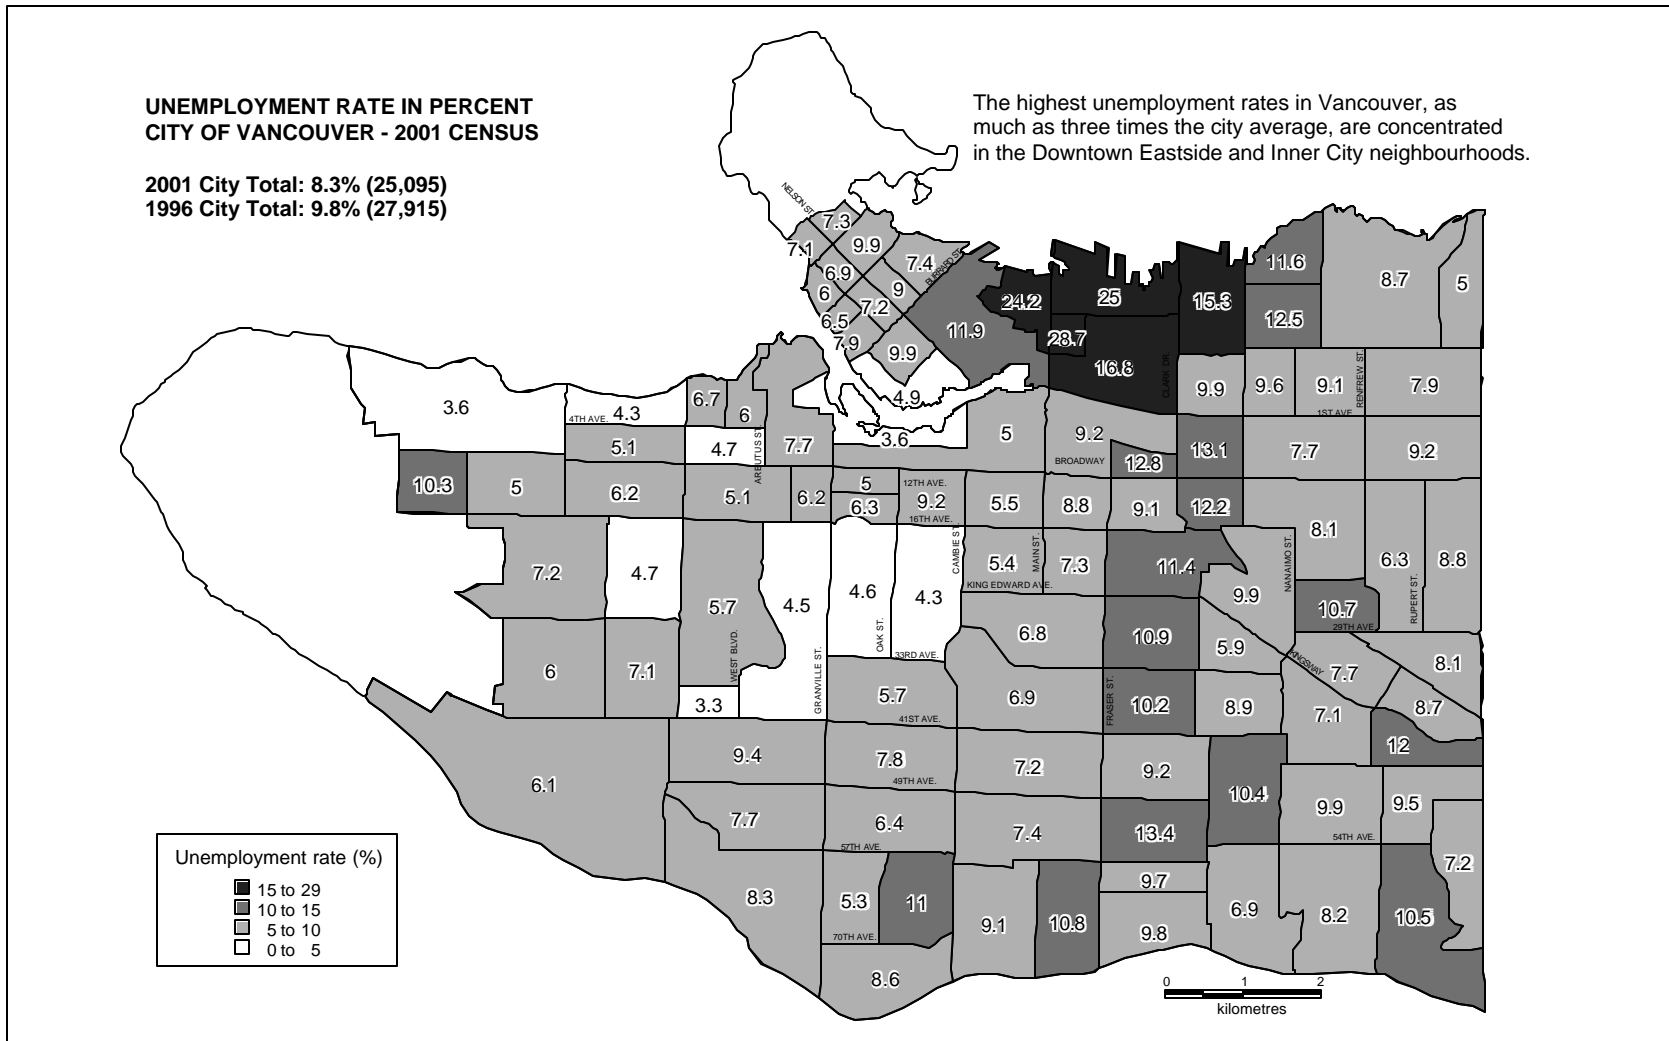 UNEMPLOYMENT RATE IN PERCENT
CITY OF VANCOUVER - 2001 CENSUS
2001 City Total: 8.3% (25,095)
1996 City Total: 9.8% (27,915)
The highest unemployment rates in Vancouver, as
much as three times the city average, are concentrated
in the Downtown Eastside and Inner City neighbourhoods.
NELSON ST.
7.3
7.1
9.9
7.4
BURRARD ST.
6.9
6
9
7.2
6.5
7.9
9.9
11.9
4.9
24.2
25
28.7
16.8
CLARK DR.
15.3
11.6
12.5
8.7
5
9.9
9.6
9.1
RENFREW ST.
1ST AVE.
7.9
3.6
4TH AVE.
4.3
6.7
6
5.1
4.7
ARBUTUS ST.
7.7
3.6
5
9.2
BROADWAY
12.8
13.1
7.7
9.2
10.3
5
6.2
5.1
6.2
5
12TH AVE.
6.3
9.2
16TH AVE.
5.5
8.8
9.1
12.2
8.1
6.3
8.8
7.2
4.7
5.7
4.5
4.6
4.3
CAMBIE ST.
5.4
MAIN ST.
7.3
KING EDWARD AVE.
11.4
9.9
NANAIMO ST.
10.7
29TH AVE.
RUPERT ST.
OAK ST.
33RD AVE.
6.8
10.9
5.9
KINGSWAY
7.7
8.1
6
7.1
WEST BLVD.
3.3
GRANVILLE ST.
5.7
41ST AVE.
6.9
FRASER ST.
10.2
8.9
7.1
8.7
12
6.1
9.4
7.8
49TH AVE.
7.2
9.2
10.4
9.9
54TH AVE.
9.5
7.7
6.4
57TH AVE.
7.4
13.4
7.2
8.3
5.3
70TH AVE.
11
9.1
10.8
9.7
9.8
6.9
8.2
10.5
8.6
Unemployment rate (%)
15 to 29
10 to 15
5 to 10
0 to 5
0 1 2
kilometres